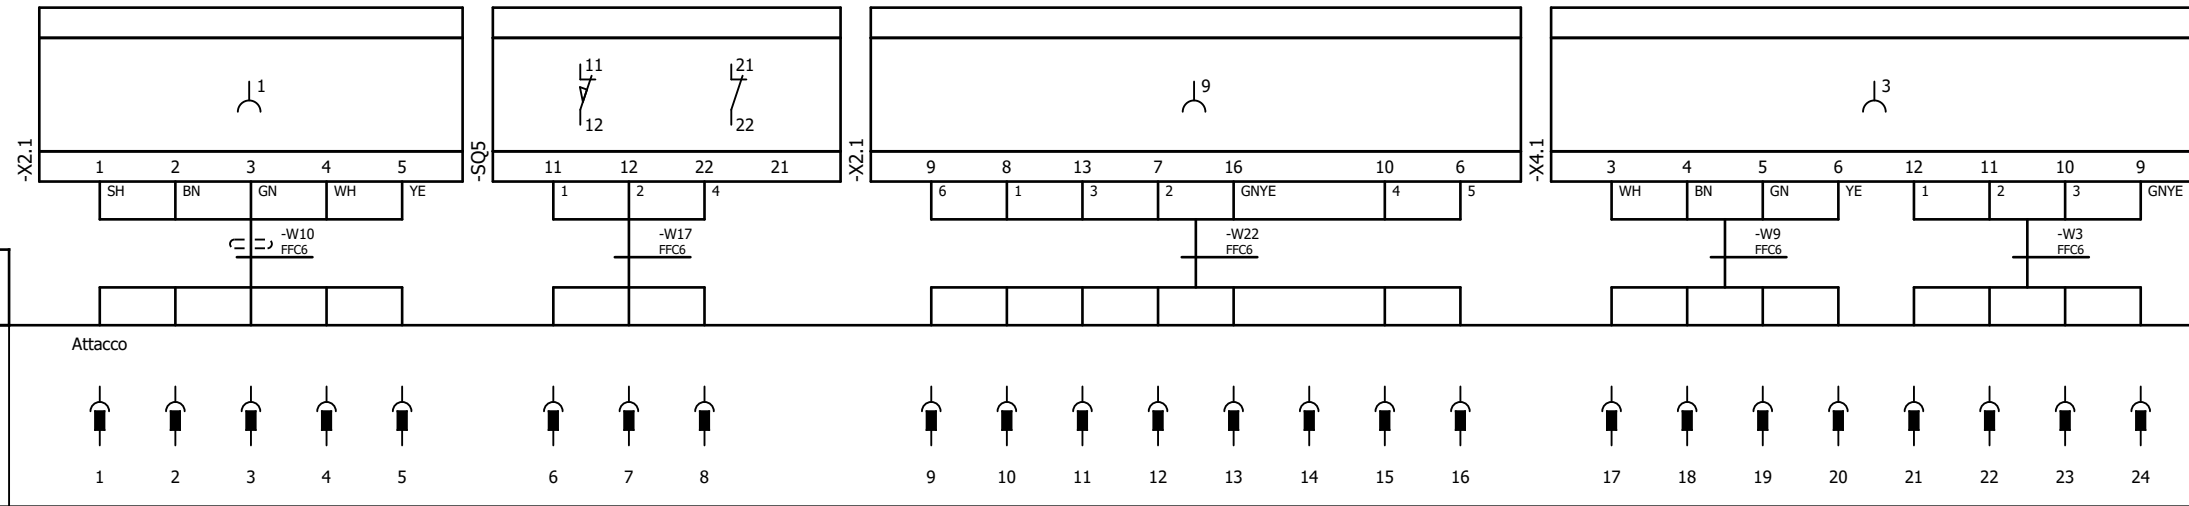 1
11
21
9
3
12
22
-X2.1
-SQ5
-X2.1
-X4.1
1 2 3 4 5 11 12 22 21 9 8 13 7 16 10 6 3 4 5 6 12 11 10 9
SH BN GN WH YE 1 2 4 6 1 3 2 GNYE 4 5 WH BN GN YE 1 2 3 GNYE
-W10 -W17 -W22 -W9 -W3
FFC6 FFC6 FFC6 FFC6 FFC6
Attacco
1 2 3 4 5 6 7 8 9 10 11 12 13 14 15 16 17 18 19 20 21 22 23 24